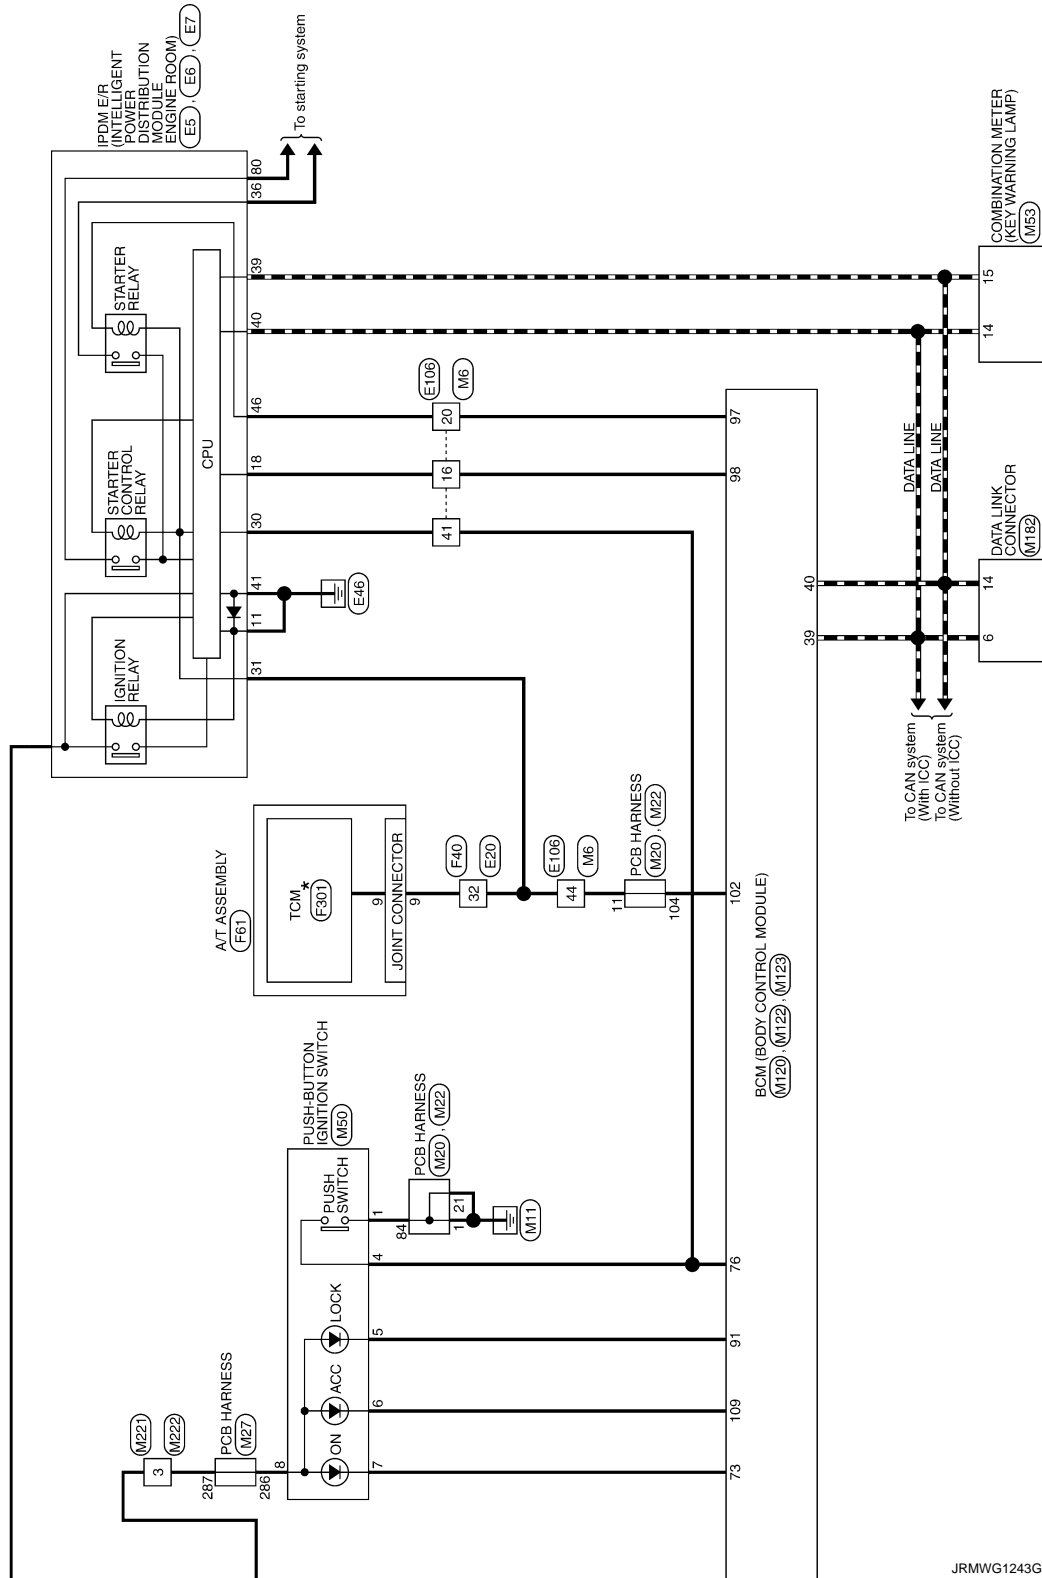 IPDM E/R
(INTELLIGENT
POWER
DISTRIBUTION
MODULE
ENGINE ROOM)
E5 , E6 , E7
To starting system
80
36
STARTER
RELAY
39
40
CPU
46
18
30
41
11
31
STARTER
CONTROL
RELAY
IGNITION
RELAY
E46
E106
M6
20
16
41
97
98
COMBINATION METER
(KEY WARNING LAMP)
M53
15
14
DATA LINE
DATA LINE
DATA LINK
CONNECTOR
M182
14
6
40
39
To CAN system
(With ICC)
To CAN system
(Without ICC)
A/T ASSEMBLY
F61
TCM
*
F301
9
JOINT CONNECTOR
9
F40
E20
32
E106
M6
44
PCB HARNESS
M20 , M22
11
104
102
BCM (BODY CONTROL MODULE)
M120 , M122 , M123
PUSH-BUTTON
IGNITION SWITCH
M50
PUSH
SWITCH
1
84
PCB HARNESS
M20 , M22
1
21
M11
4
76
LOCK
5
91
ACC
6
109
ON
7
73
8
M221
M222
3
PCB HARNESS
M27
287
286
JRMWG1243G